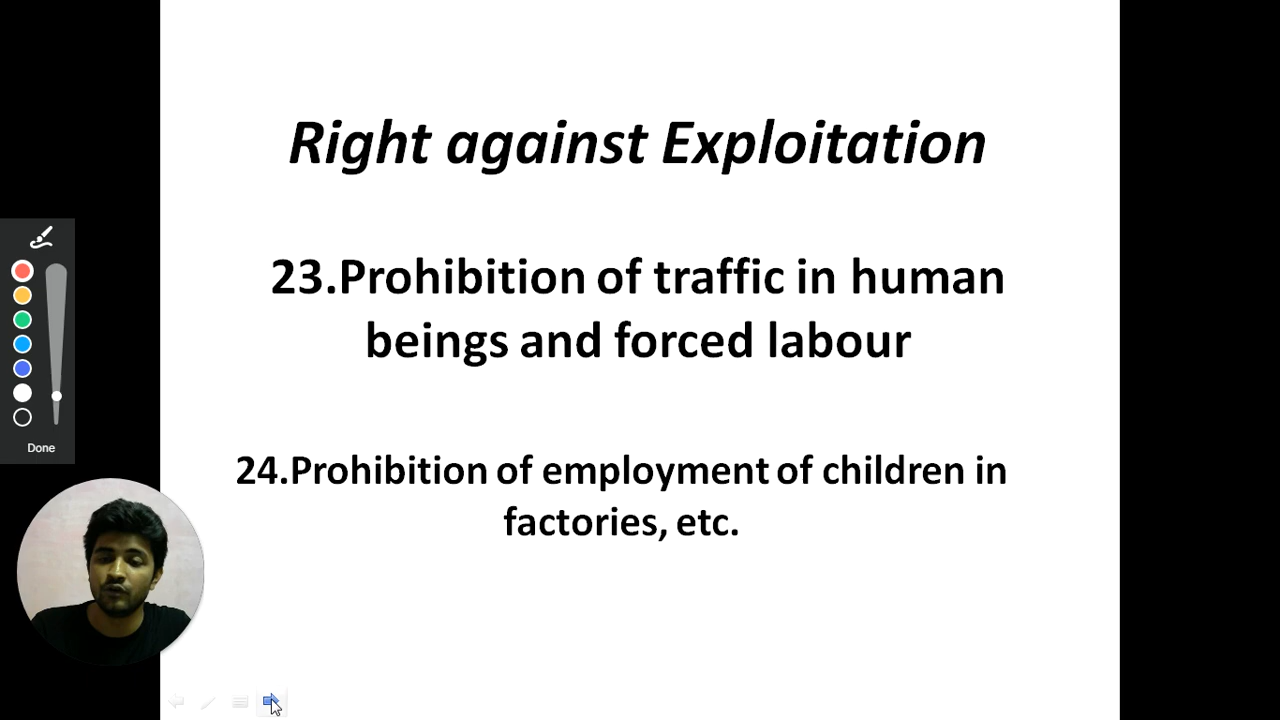 Right against Exploitation
23.Prohibition of traffic in human
beings and forced labour
24.Prohibition of employment of children in
factories, etc.
Done